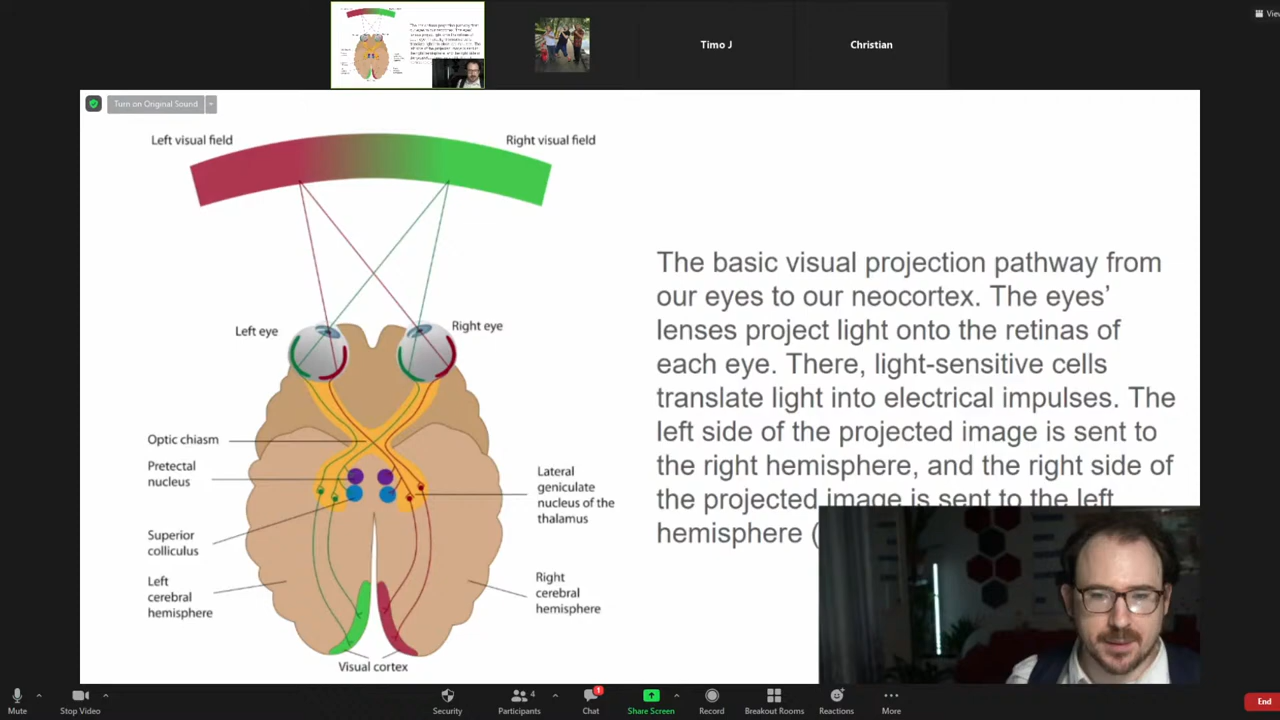 Timo J
Christian
Vie
Turn on Original Sound
Left visual field
Right visual field
Left eye
Right eye
Optic chiasm
Pretectal
nucleus
Superior
colliculus
Left
cerebral
hemisphere
Lateral
geniculate
nucleus of the
thalamus
Right
cerebral
hemisphere
Visual cortex
The basic visual projection pathway from
our eyes to our neocortex. The eyes’
lenses project light onto the retinas of
each eye. There, light-sensitive cells
translate light into electrical impulses. The
left side of the projected image is sent to
the right hemisphere, and the right side of
the projected image is sent to the left
hemisphere (
Mute
Stop Video
Security
4
Participants
1
Chat
Share Screen
Record
Breakout Rooms
Reactions
More
End